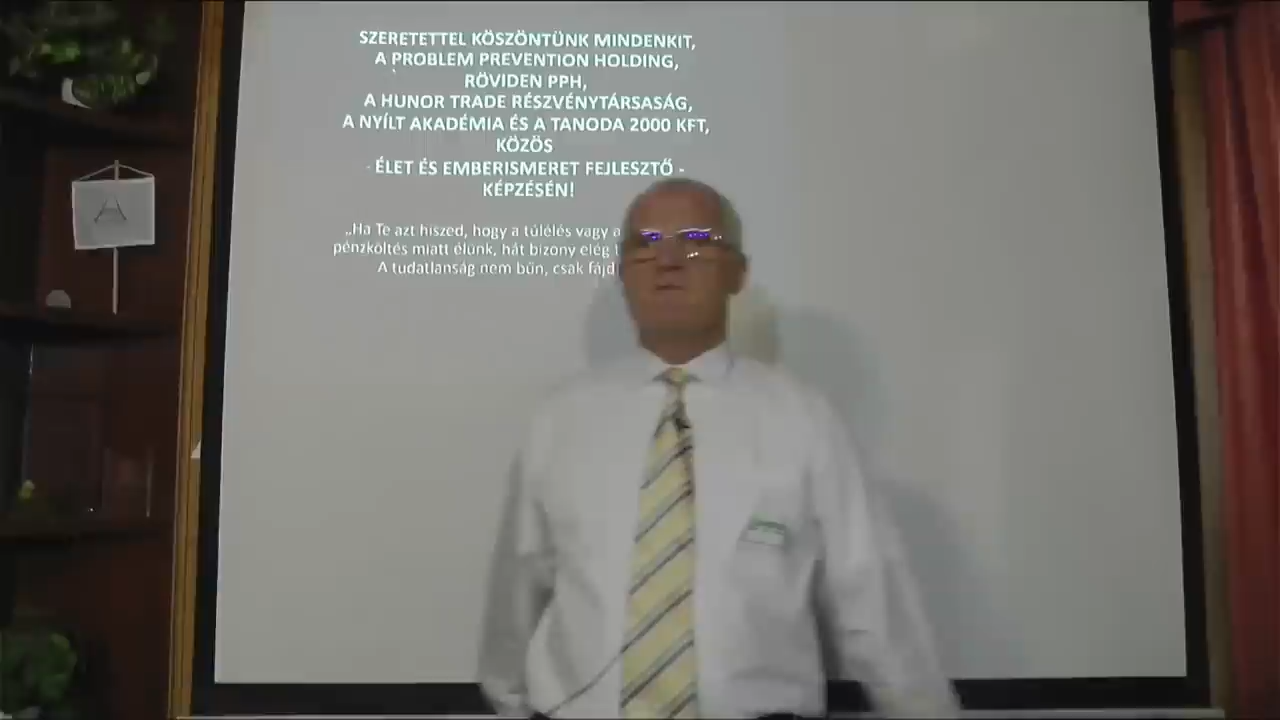 SZERETETTEL KÖSZÖNTÜNK MINDENKIT,
A PROBLEM PREVENTION HOLDING,
RÖVIDEN PPH,
A HUNOR TRADE RÉSZVÉNYTÁRSASÁG,
A NYÍLT AKADÉMIA ÉS A TANODA 2000 KFT,
KÖZÖS
- ÉLET ÉS EMBERISMERET FEJLESZTŐ -
KÉPZÉSÉN!
„Ha Te azt hiszed, hogy a túlélés vagy a
pénzköltés miatt élünk, hát bizony elég
A tudatlanság nem bűn, csak fájd